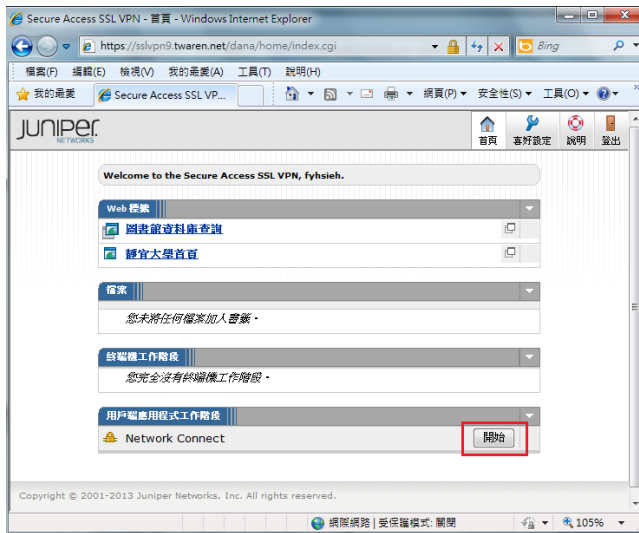 Secure Access SSL VPN - 首頁 - Windows Internet Explorer
https://sslvpn9.twaren.net/dana/home/index.cgi
Bing
檔案(F) 編輯(E) 檢視(V) 我的最愛(A) 工具(T) 說明(H)
我的最愛 Secure Access SSL VP... 網頁(P) 安全性(S) 工具(O)
JUNIPER
NETWORKS
首頁 喜好設定 說明 登出
Welcome to the Secure Access SSL VPN, fyhsieh.
Web 標籤
圖書館資料庫查詢
靜宜大學首頁
檔案
您未將任何檔案加入書籤。
終端機工作階段
您完全沒有終端機工作階段。
用戶端應用程式工作階段
Network Connect 開始
Copyright © 2001-2013 Juniper Networks, Inc. All rights reserved.
網際網路 | 受保護模式: 關閉 105%